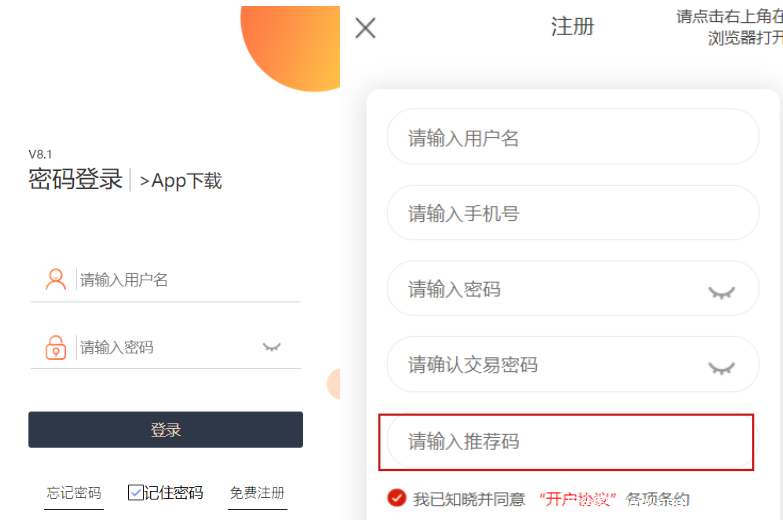 V8.1
密码登录 >App下载
请输入用户名
请输入密码
登录
忘记密码 记住密码 免费注册
注册
请点击右上角在
浏览器打开
请输入用户名
请输入手机号
请输入密码
请确认交易密码
请输入推荐码
我已知晓并同意 “开户协议” 各项条约